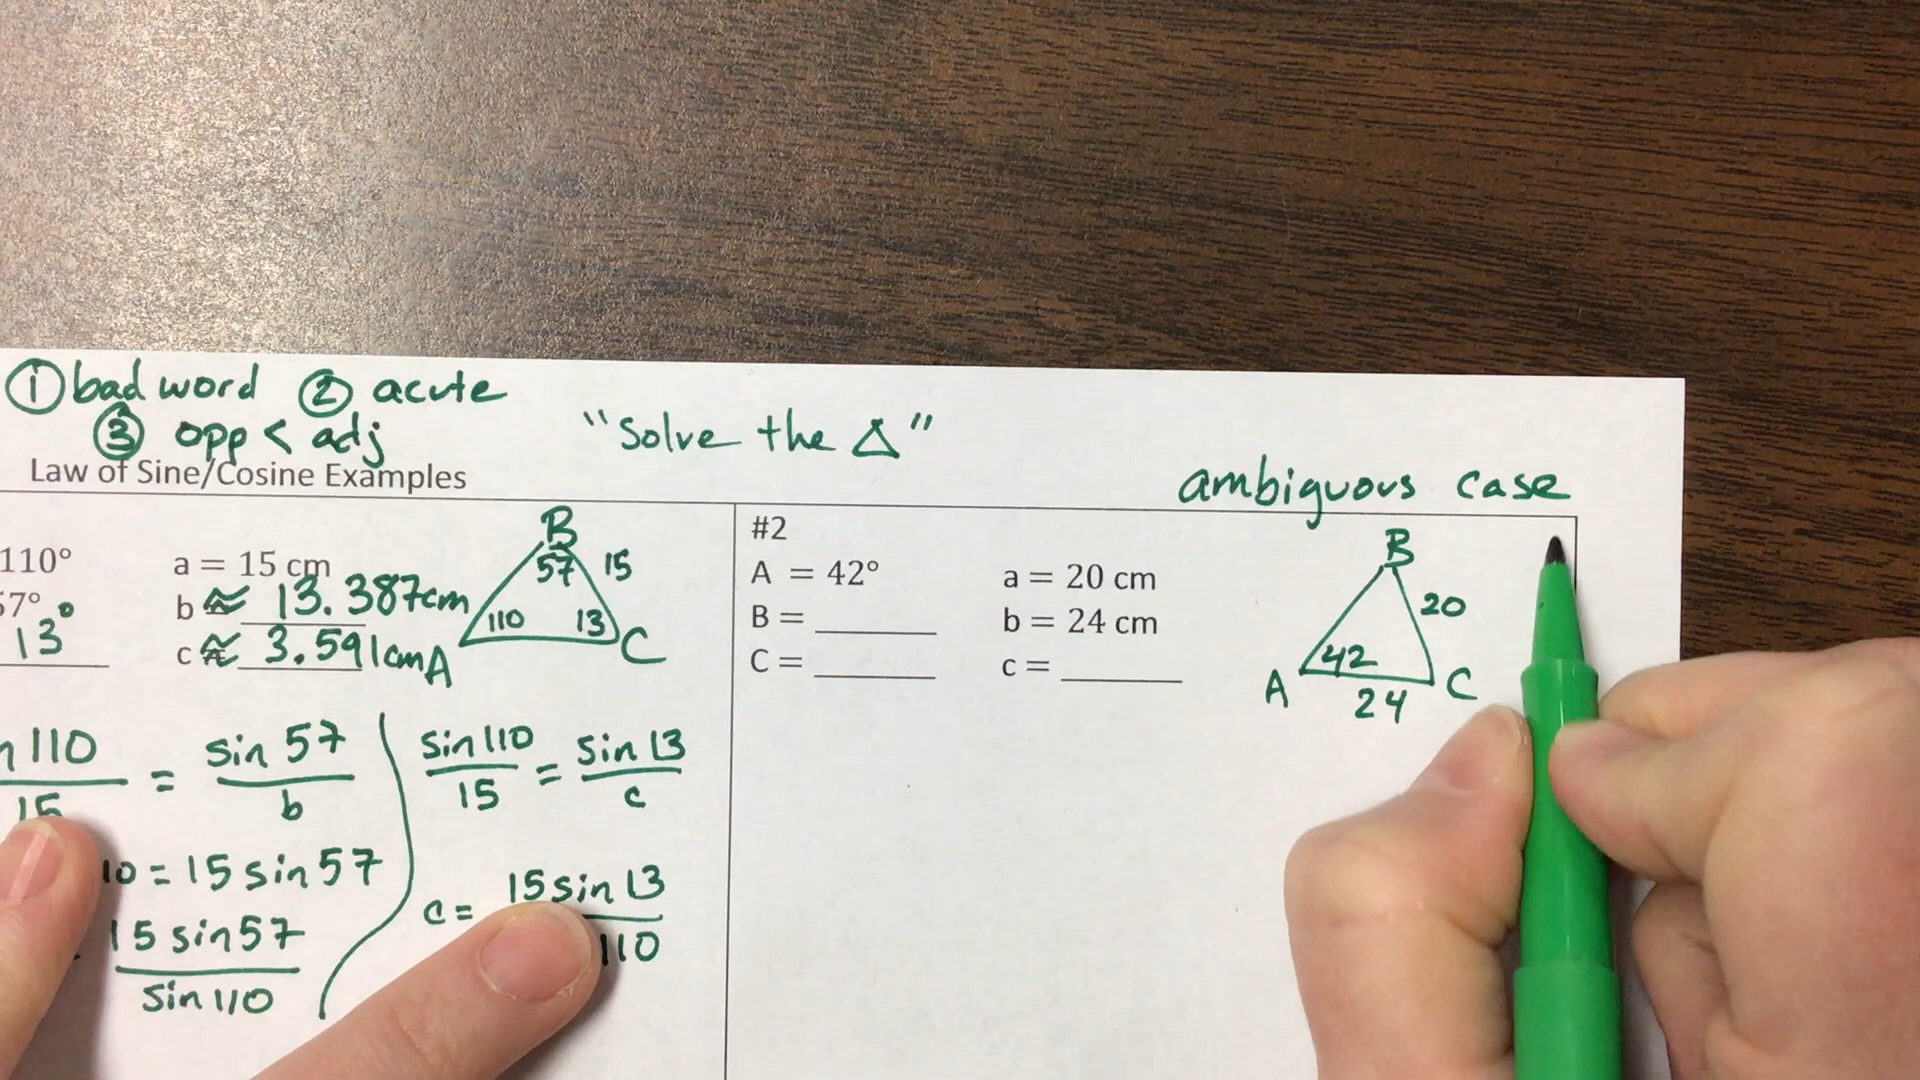 ① bad word ② acute
③ opp < adj
"Solve the △"
Law of Sine/Cosine Examples
ambiguous case
110°
a = 15 cm
57°
b ≈ 13.387cm
13°
c ≈ 3.591cm
B
57
15
110
13
A
C
sin 57
110
=
15
b
10 = 15 sin 57
15 sin 57
sin 110
sin 110
sin 13
=
15
c
c =
15 sin 13
110
#2
A = 42°
a = 20 cm
B =
b = 24 cm
C =
c =
B
20
42
A
C
24